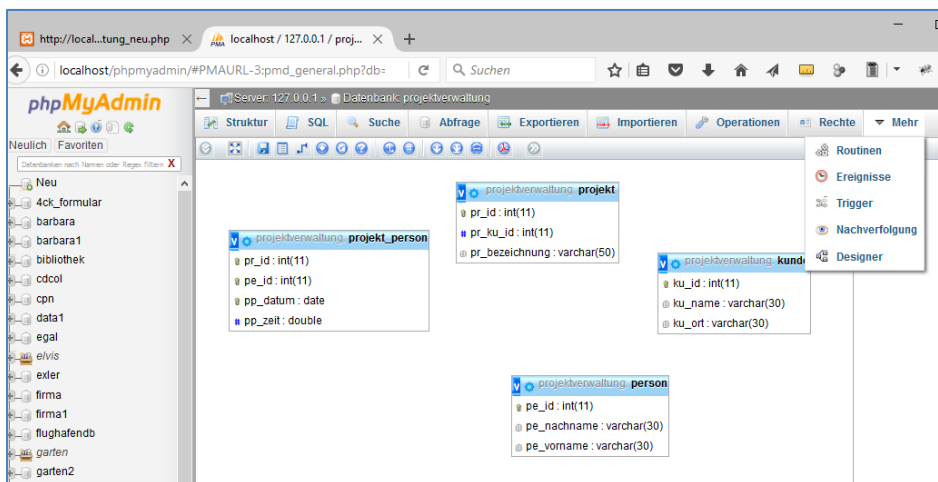 http://local...tung_neu.php
localhost / 127.0.0.1 / proj...
localhost/phpmyadmin/#PMAURL-3:pmd_general.php?db=
Suchen
phpMyAdmin
Neulich Favoriten
Datenbanken nach Namen oder Regex filtern X
Neu
4ck_formular
barbara
barbara1
bibliothek
cdcol
cpn
data1
egal
elvis
exler
firma
firma1
flughafendb
garten
garten2
Server: 127.0.0.1 » Datenbank: projektverwaltung
Struktur SQL Suche Abfrage Exportieren Importieren Operationen Rechte Mehr
Routinen
Ereignisse
Trigger
Nachverfolgung
Designer
projektverwaltung. projekt
pr_id : int(11)
pr_ku_id : int(11)
pr_bezeichnung : varchar(50)
projektverwaltung. projekt_person
pr_id : int(11)
pe_id : int(11)
pp_datum : date
pp_zeit : double
projektverwaltung. kund
ku_id : int(11)
ku_name : varchar(30)
ku_ort : varchar(30)
projektverwaltung. person
pe_id : int(11)
pe_nachname : varchar(30)
pe_vorname : varchar(30)